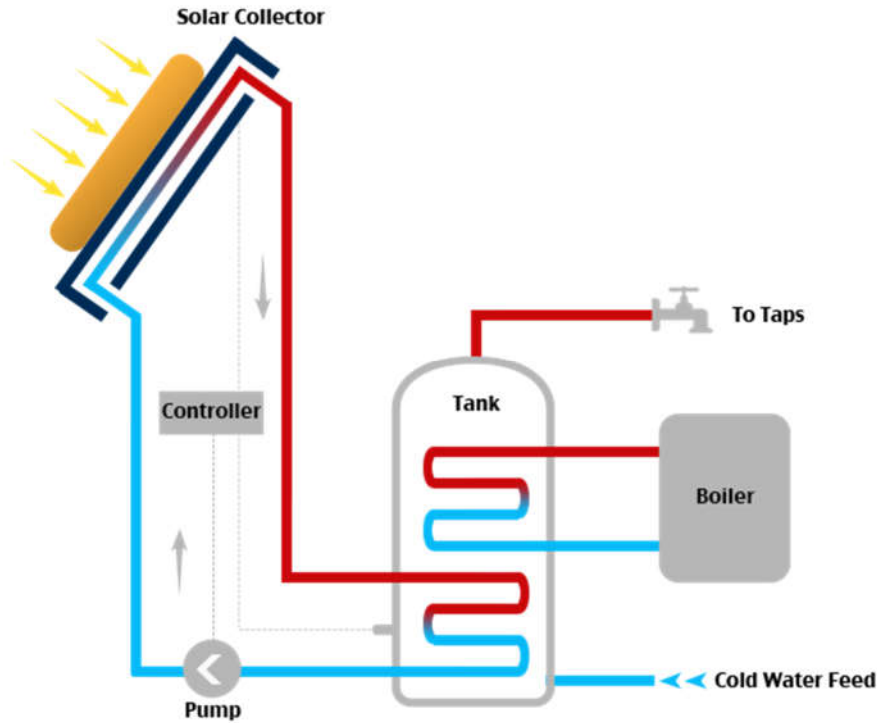 Solar Collector
To Taps
Tank
Controller
Boiler
Cold Water Feed
Pump